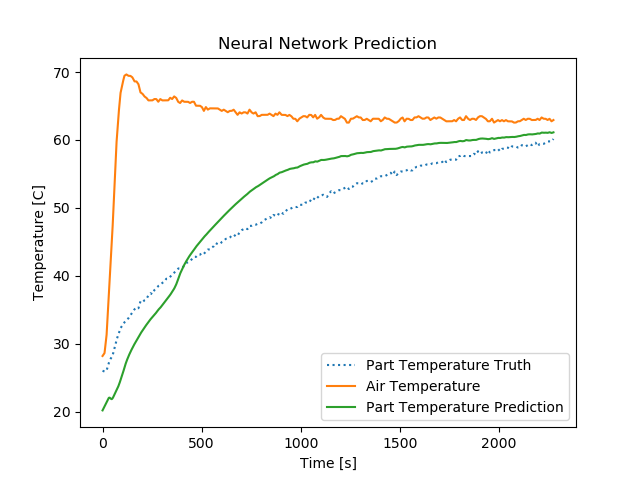 Neural Network Prediction
Temperature [C]
70
60
50
40
30
20
0
500
1000
1500
2000
Time [s]
Part Temperature Truth
Air Temperature
Part Temperature Prediction